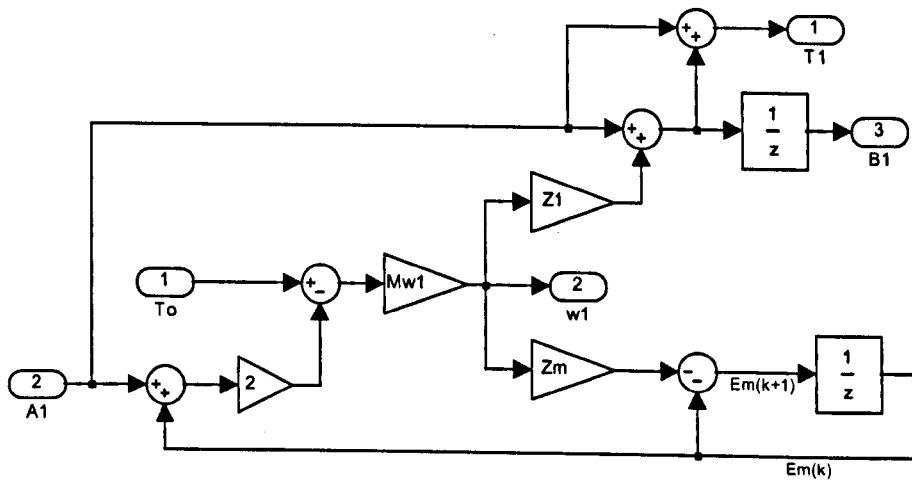 1
T1
+
+
1
z
3
B1
+
+
Z1
1
To
+
-
Mw1
2
w1
2
A1
+
+
2
Zm
-
-
Em(k+1)
1
z
Em(k)